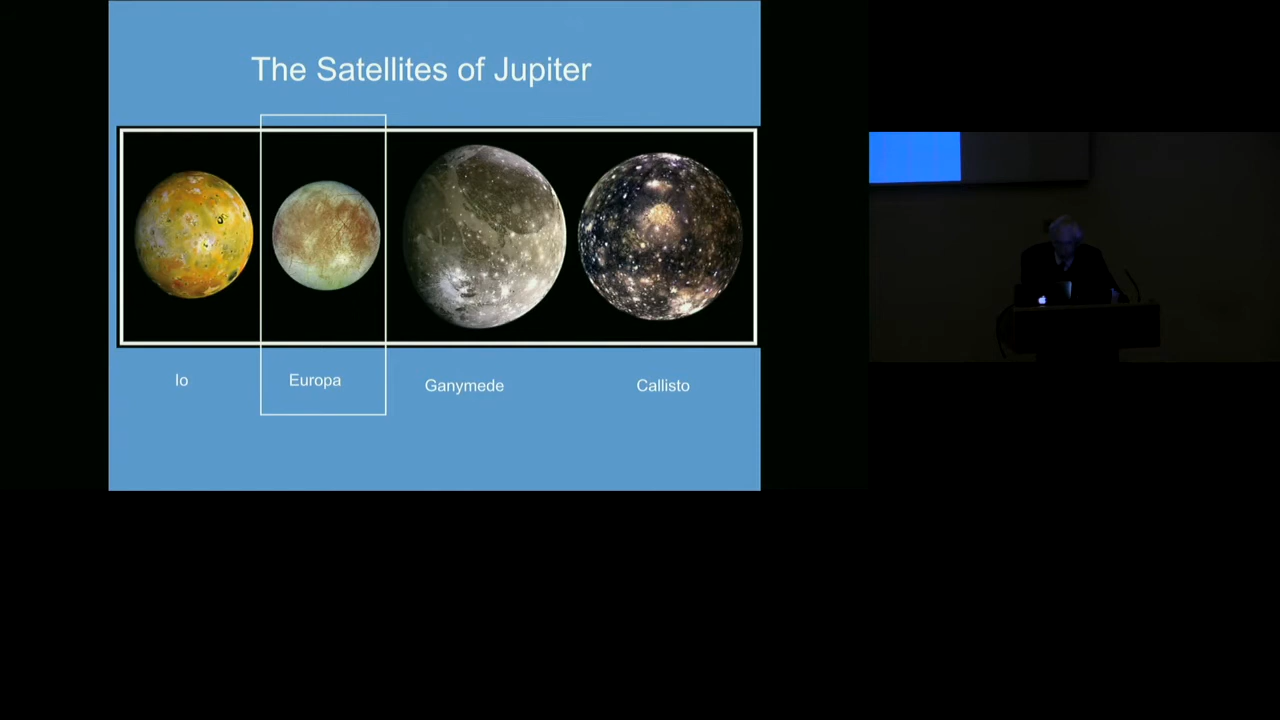 The Satellites of Jupiter
Io
Europa
Ganymede
Callisto